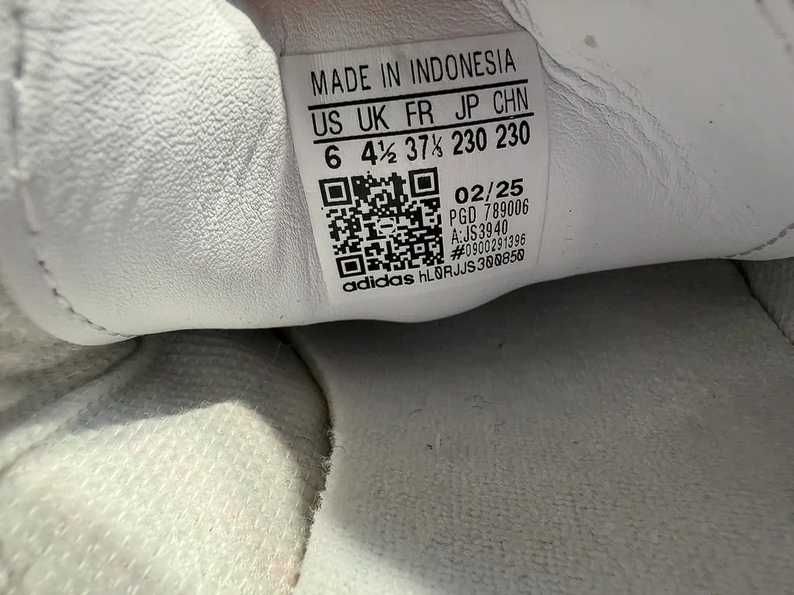 MADE IN INDONESIA
US UK FR JP CHN
6 4½ 37⅓ 230 230
02/25
PGD 789006
A:JS3940
#0900291396
adidas hL0RJJS300850